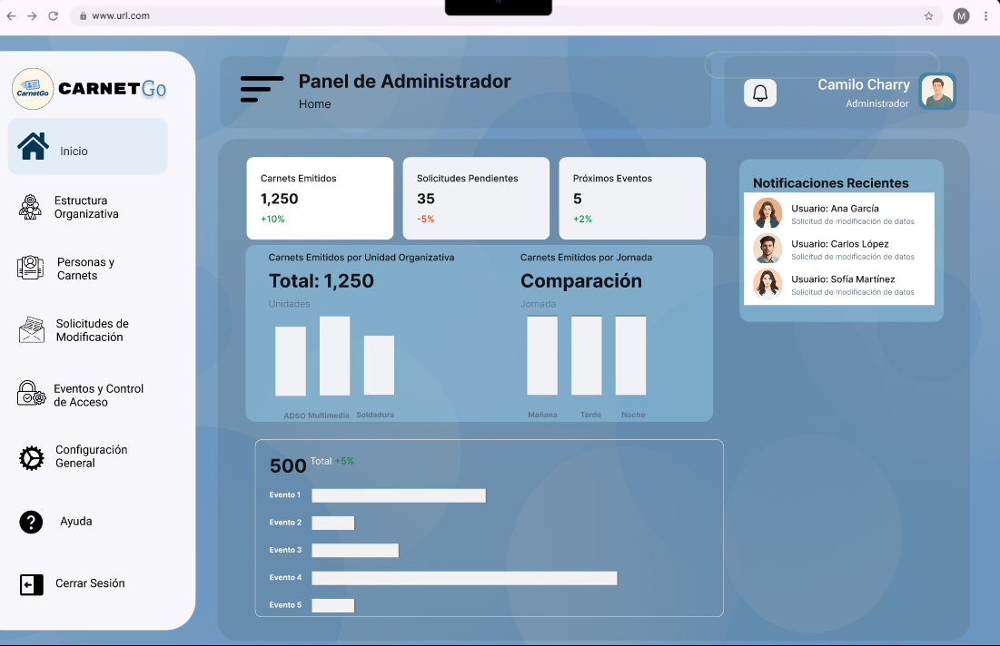 www.url.com
M
CarnetGo
CARNETGo
Inicio
Estructura
Organizativa
Personas y
Carnets
Solicitudes de
Modificación
Eventos y Control
de Acceso
Configuración
General
Ayuda
Cerrar Sesión
Panel de Administrador
Home
Camilo Charry
Administrador
Carnets Emitidos
1,250
+10%
Solicitudes Pendientes
35
-5%
Próximos Eventos
5
+2%
Notificaciones Recientes
Usuario: Ana García
Solicitud de modificación de datos
Usuario: Carlos López
Solicitud de modificación de datos
Usuario: Sofía Martínez
Solicitud de modificación de datos
Carnets Emitidos por Unidad Organizativa
Total: 1,250
Unidades
ADSO Multimedia Soldadura
Carnets Emitidos por Jornada
Comparación
Jornada
Mañana Tarde Noche
500 Total +5%
Evento 1
Evento 2
Evento 3
Evento 4
Evento 5